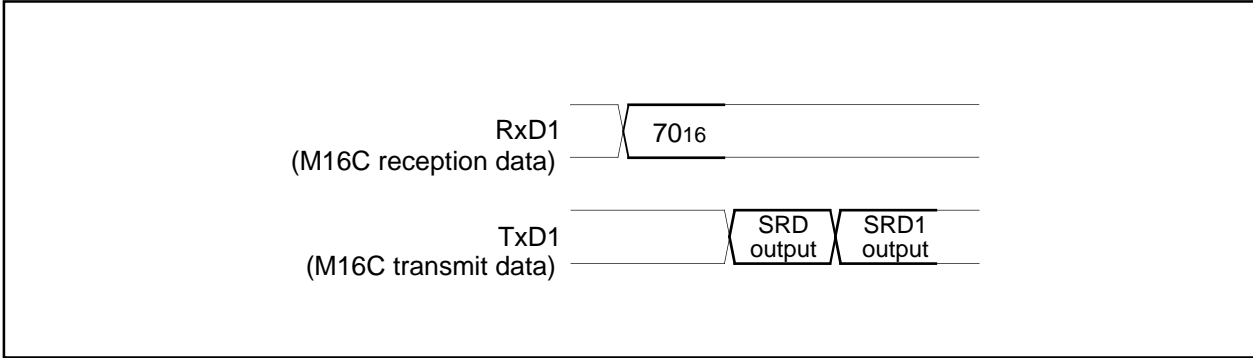 RxD1
(M16C reception data)
7016
TxD1
(M16C transmit data)
SRD
output
SRD1
output